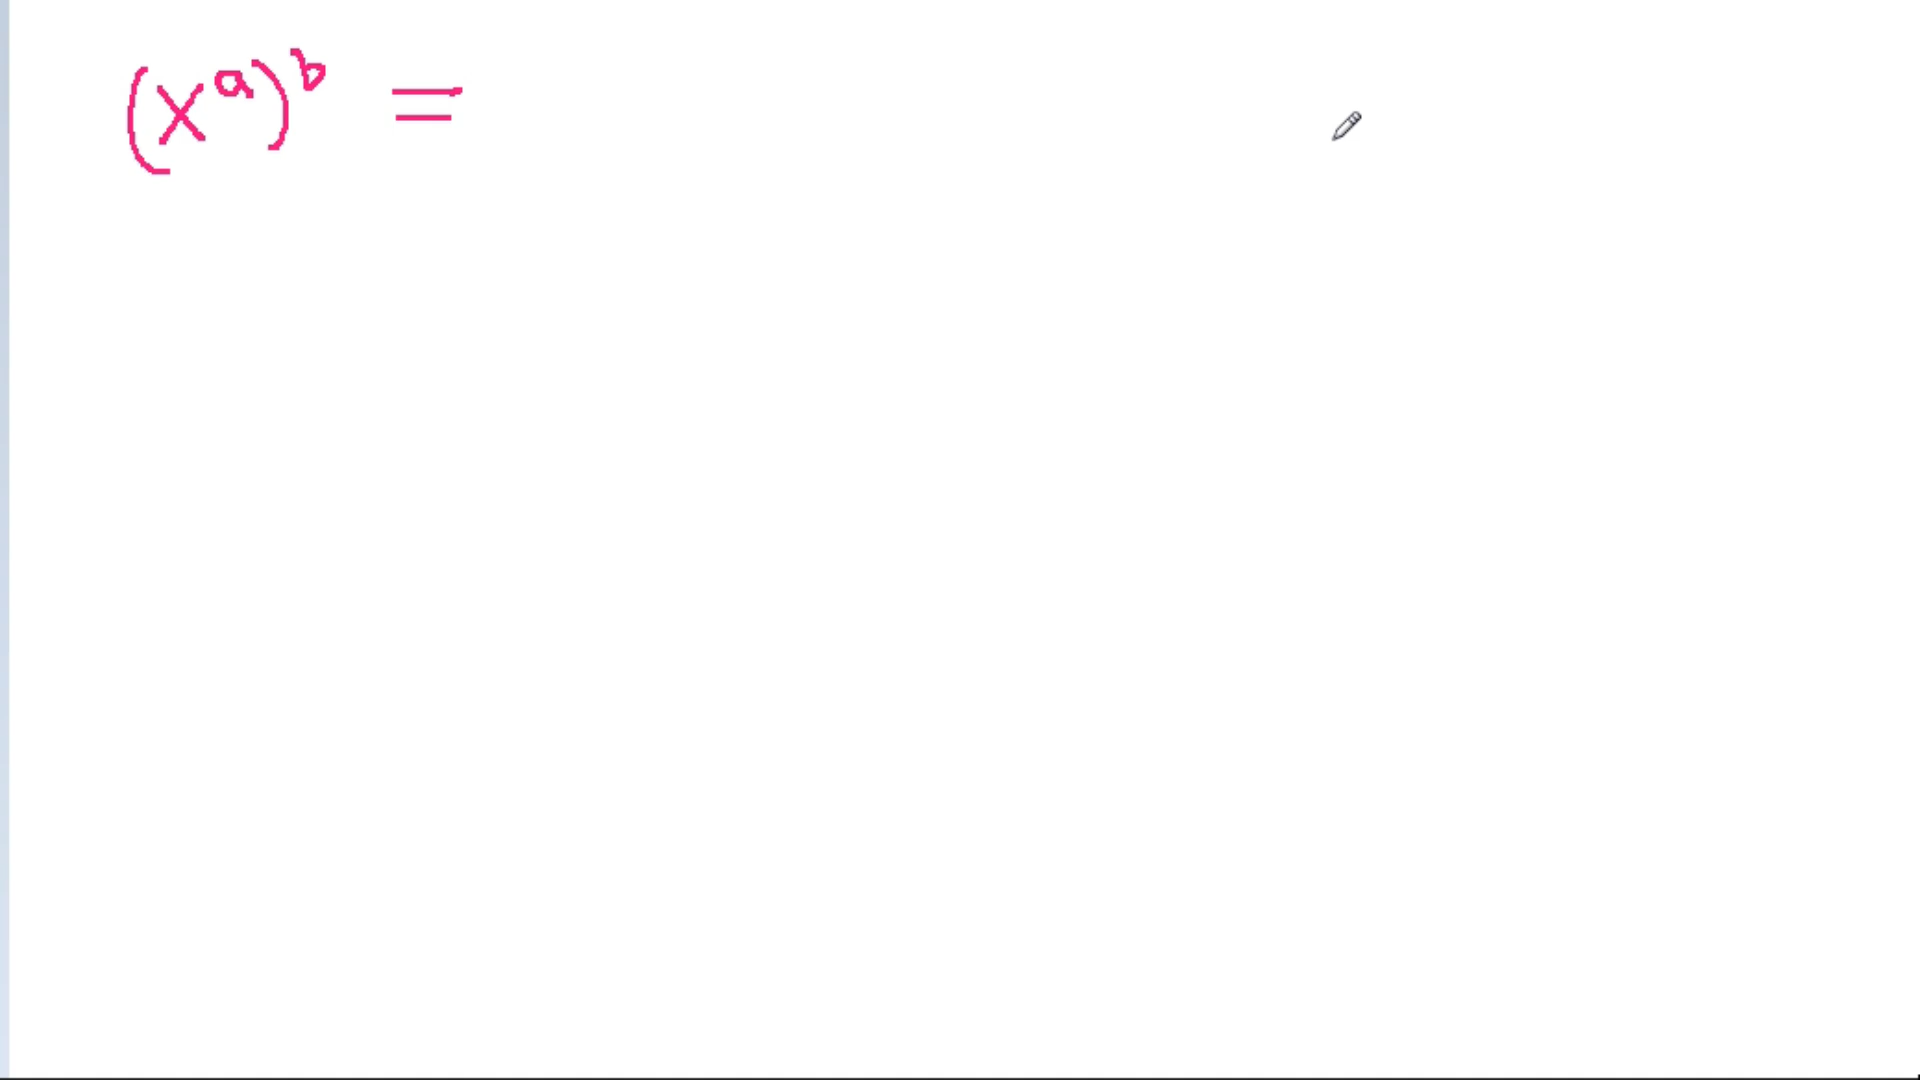 (x^a)^b =